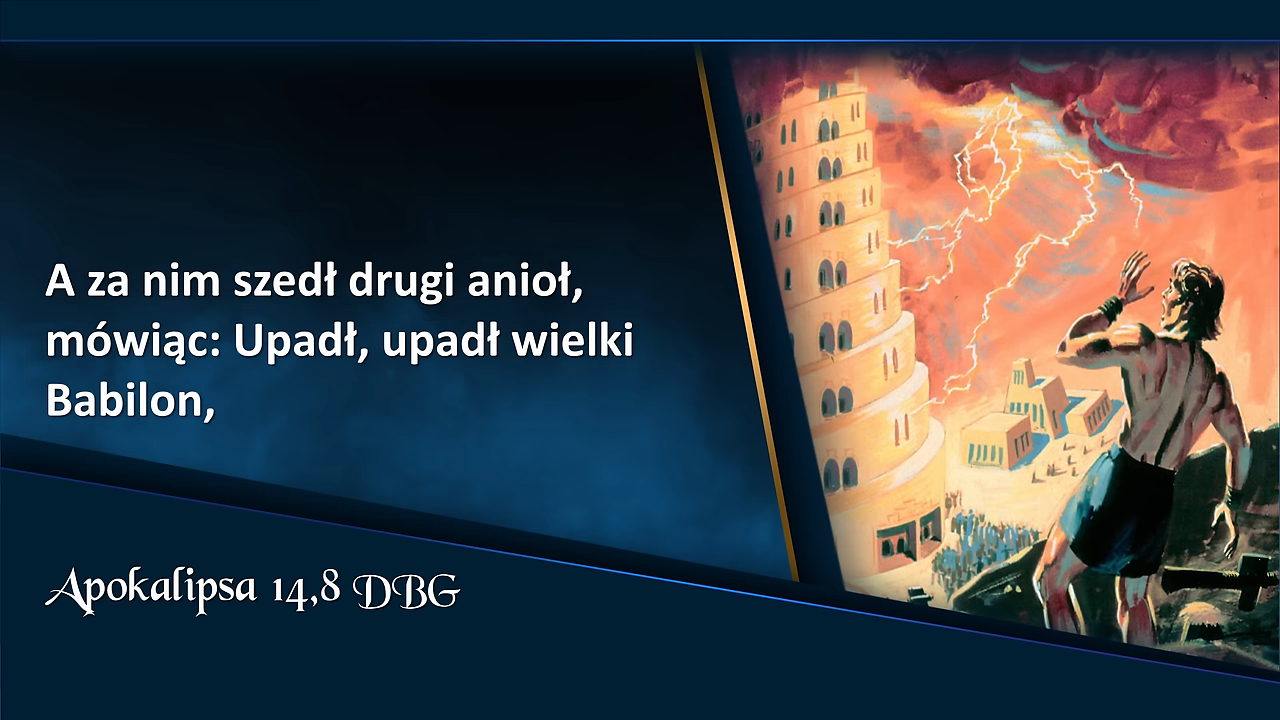 A za nim szedł drugi anioł,
mówiąc: Upadł, upadł wielki
Babilon,
Apokalipsa 14,8 DBG